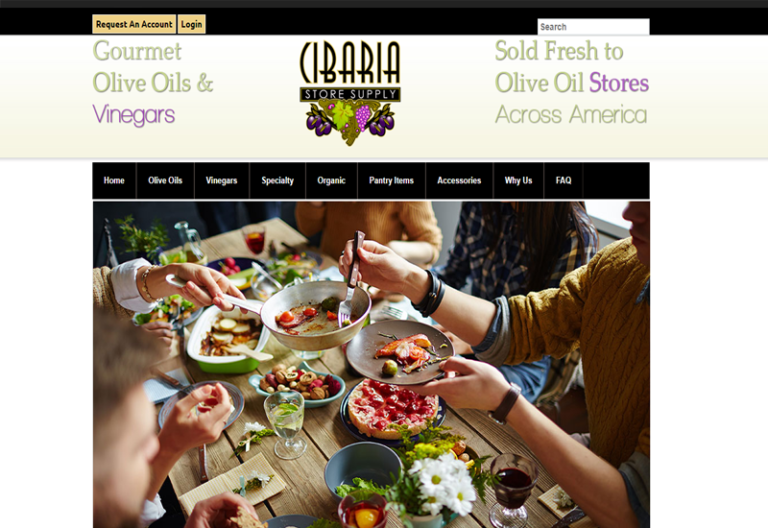 Request An Account
Login
Search
Gourmet
Olive Oils &
Vinegars
CIBARIA
STORE SUPPLY
Sold Fresh to
Olive Oil Stores
Across America
Home
Olive Oils
Vinegars
Specialty
Organic
Pantry Items
Accessories
Why Us
FAQ